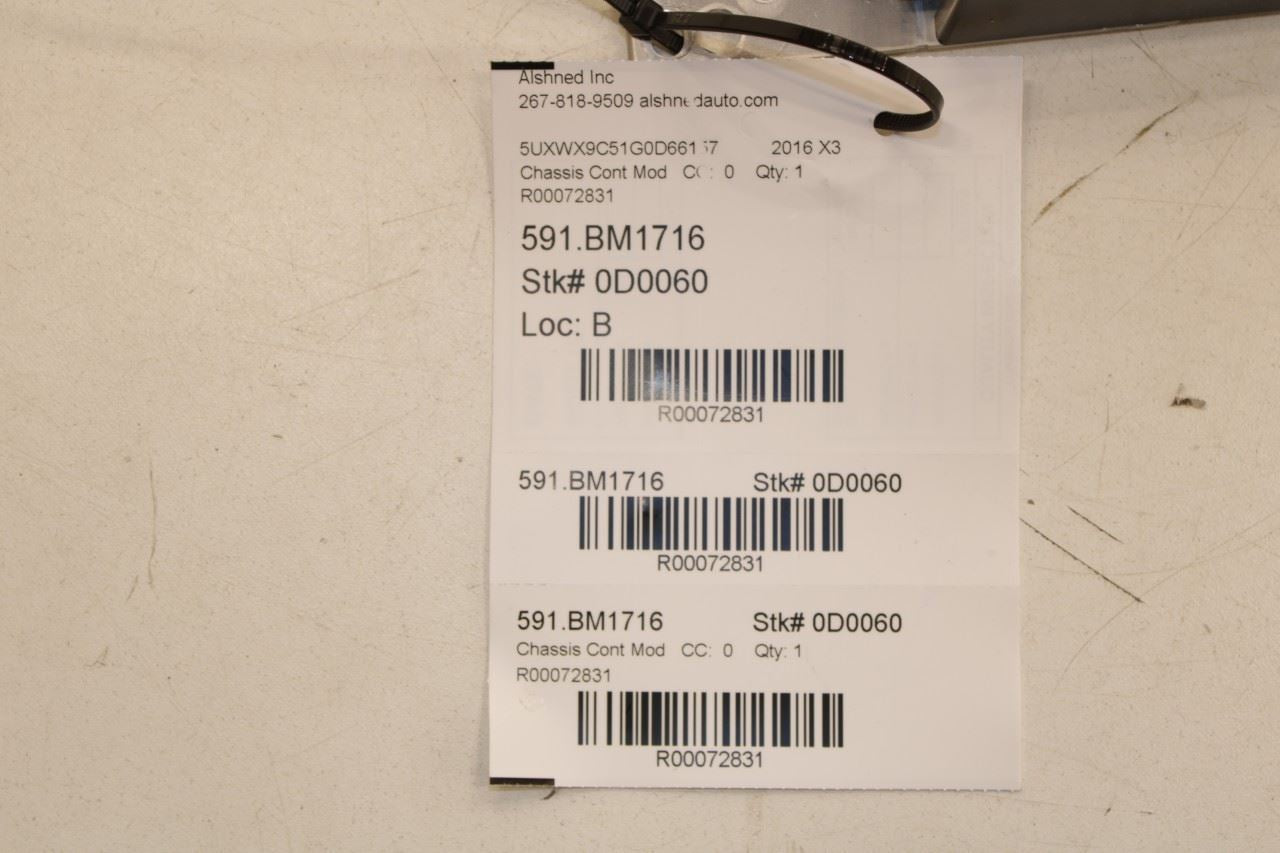 Alshned Inc
267-818-9509 alshnedauto.com
2016 X3
Chassis Cont Mod CC: 0 Qty: 1
R00072831
591.BM1716
Stk# 0D0060
Loc: B
R00072831
591.BM1716 Stk# 0D0060
R00072831
591.BM1716 Stk# 0D0060
Chassis Cont Mod CC: 0 Qty: 1
R00072831
R00072831